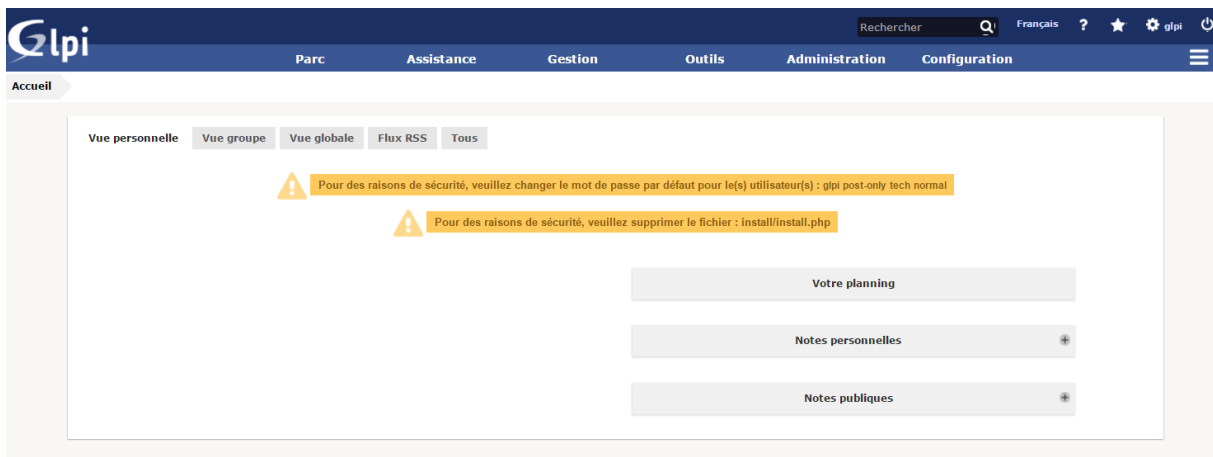 Glpi
Rechercher Français ? glpi
Parc Assistance Gestion Outils Administration Configuration
Accueil
Vue personnelle Vue groupe Vue globale Flux RSS Tous
Pour des raisons de sécurité, veuillez changer le mot de passe par défaut pour le(s) utilisateur(s) : glpi post-only tech normal
Pour des raisons de sécurité, veuillez supprimer le fichier : install/install.php
Votre planning
Notes personnelles
Notes publiques